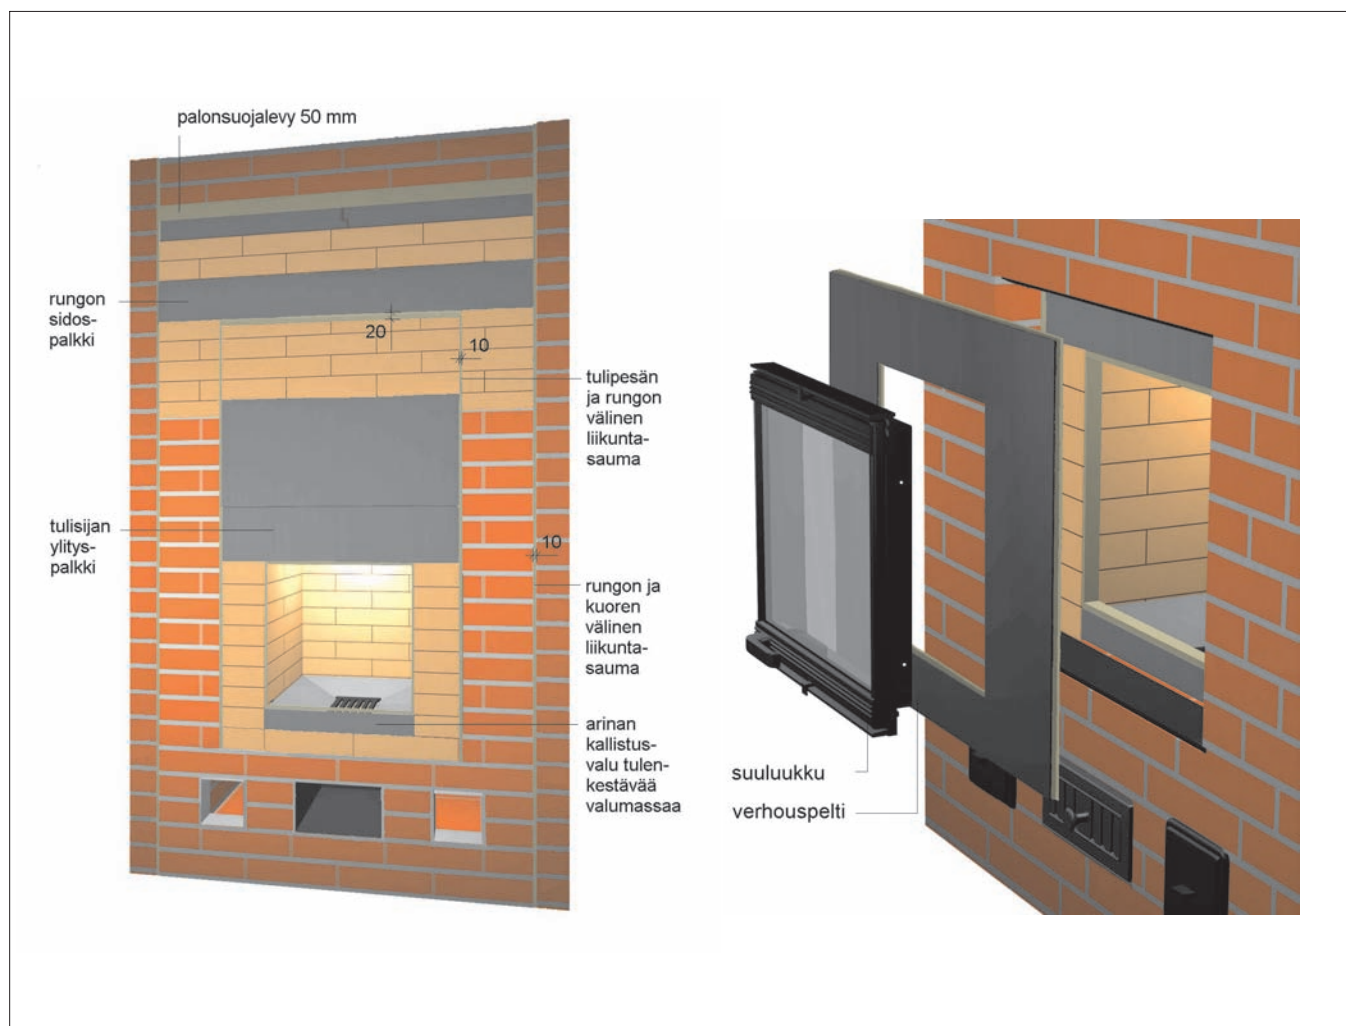 palonsuojalevy 50 mm
rungon
sidos-
palkki
20
10
tulipesän
ja rungon
välinen
liikunta-
sauma
tulisijan
ylitys-
palkki
10
rungon ja
kuoren
välinen
liikunta-
sauma
arinan
kallistus-
valu tulen-
kestävää
valumassaa
suuluukku
verhouspelti